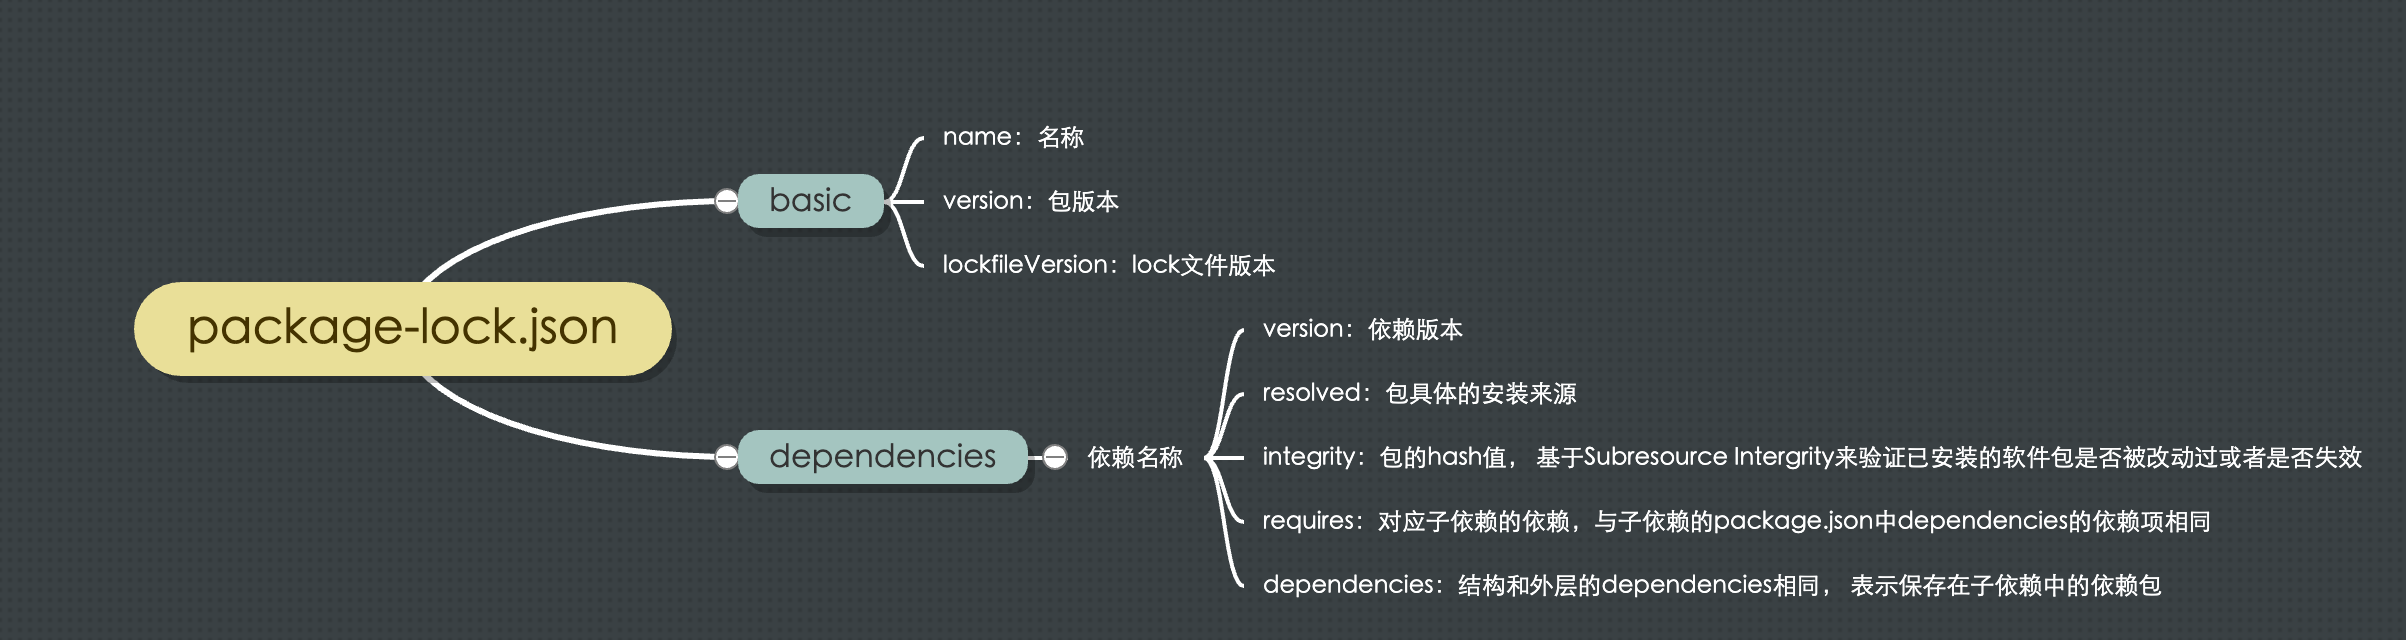 name：名称
basic
version：包版本
lockfileVersion：lock文件版本
package-lock.json
version：依赖版本
resolved：包具体的安装来源
dependencies
依赖名称
integrity：包的hash值， 基于Subresource Intergrity来验证已安装的软件包是否被改动过或者是否失效
requires：对应子依赖的依赖，与子依赖的package.json中dependencies的依赖项相同
dependencies：结构和外层的dependencies相同， 表示保存在子依赖中的依赖包